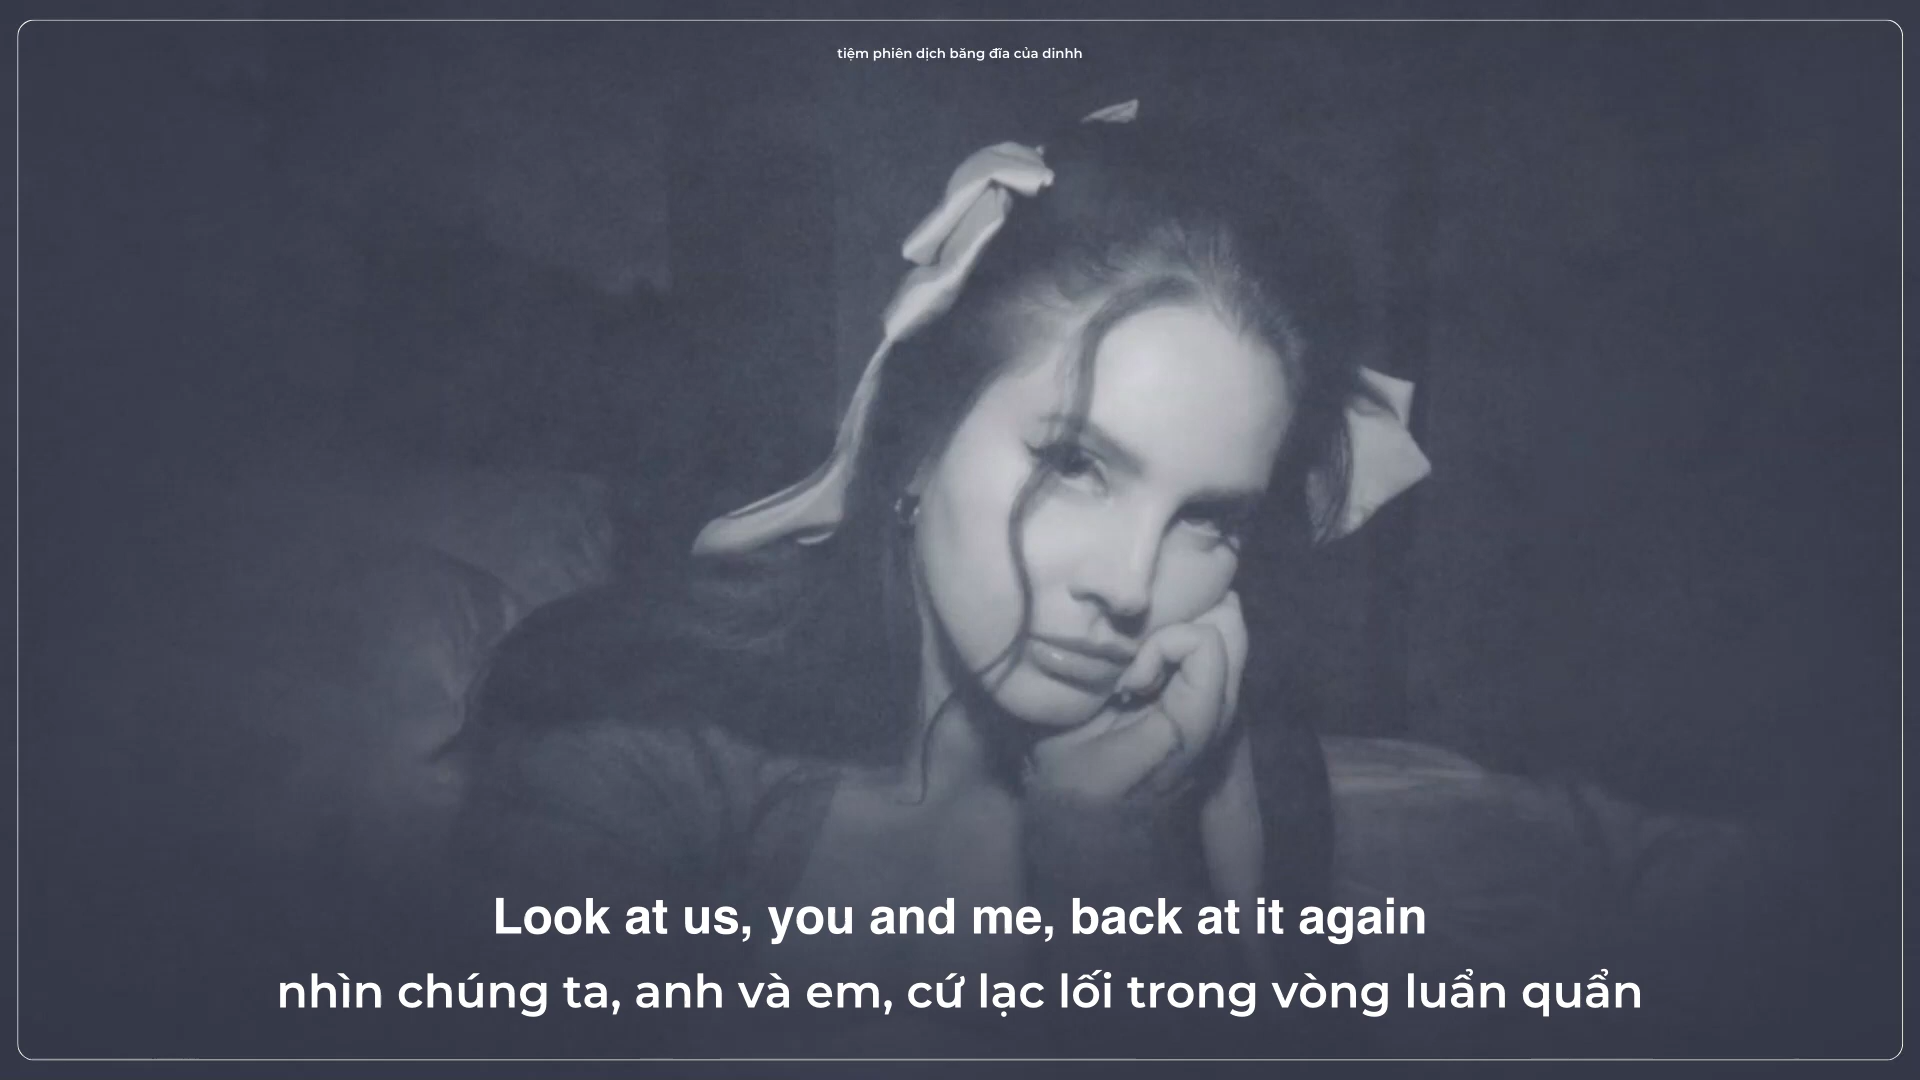 tiệm phiên dịch băng đĩa của dinhh
Look at us, you and me, back at it again
nhìn chúng ta, anh và em, cứ lạc lối trong vòng luẩn quẩn